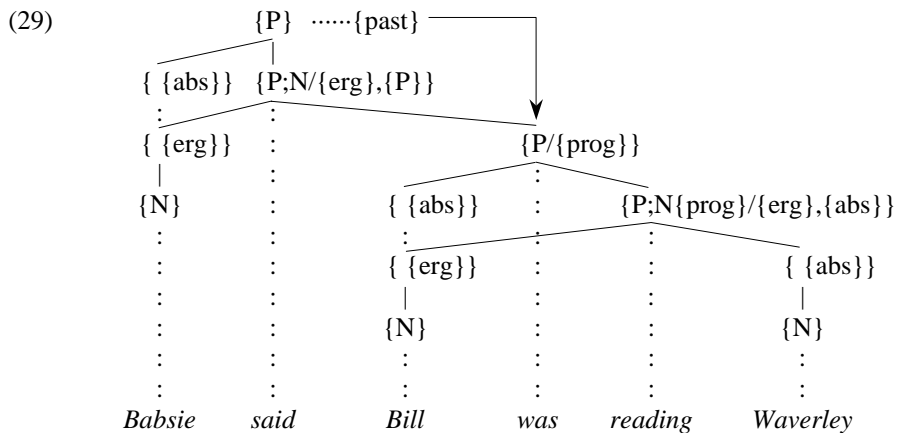 (29) {P} ······{past}
{ {abs}} {P;N/{erg},{P}}
{ {erg}} {P/{prog}}
{N} { {abs}} {P;N{prog}/{erg},{abs}}
{ {erg}} { {abs}}
{N} {N}
Babsie said Bill was reading Waverley